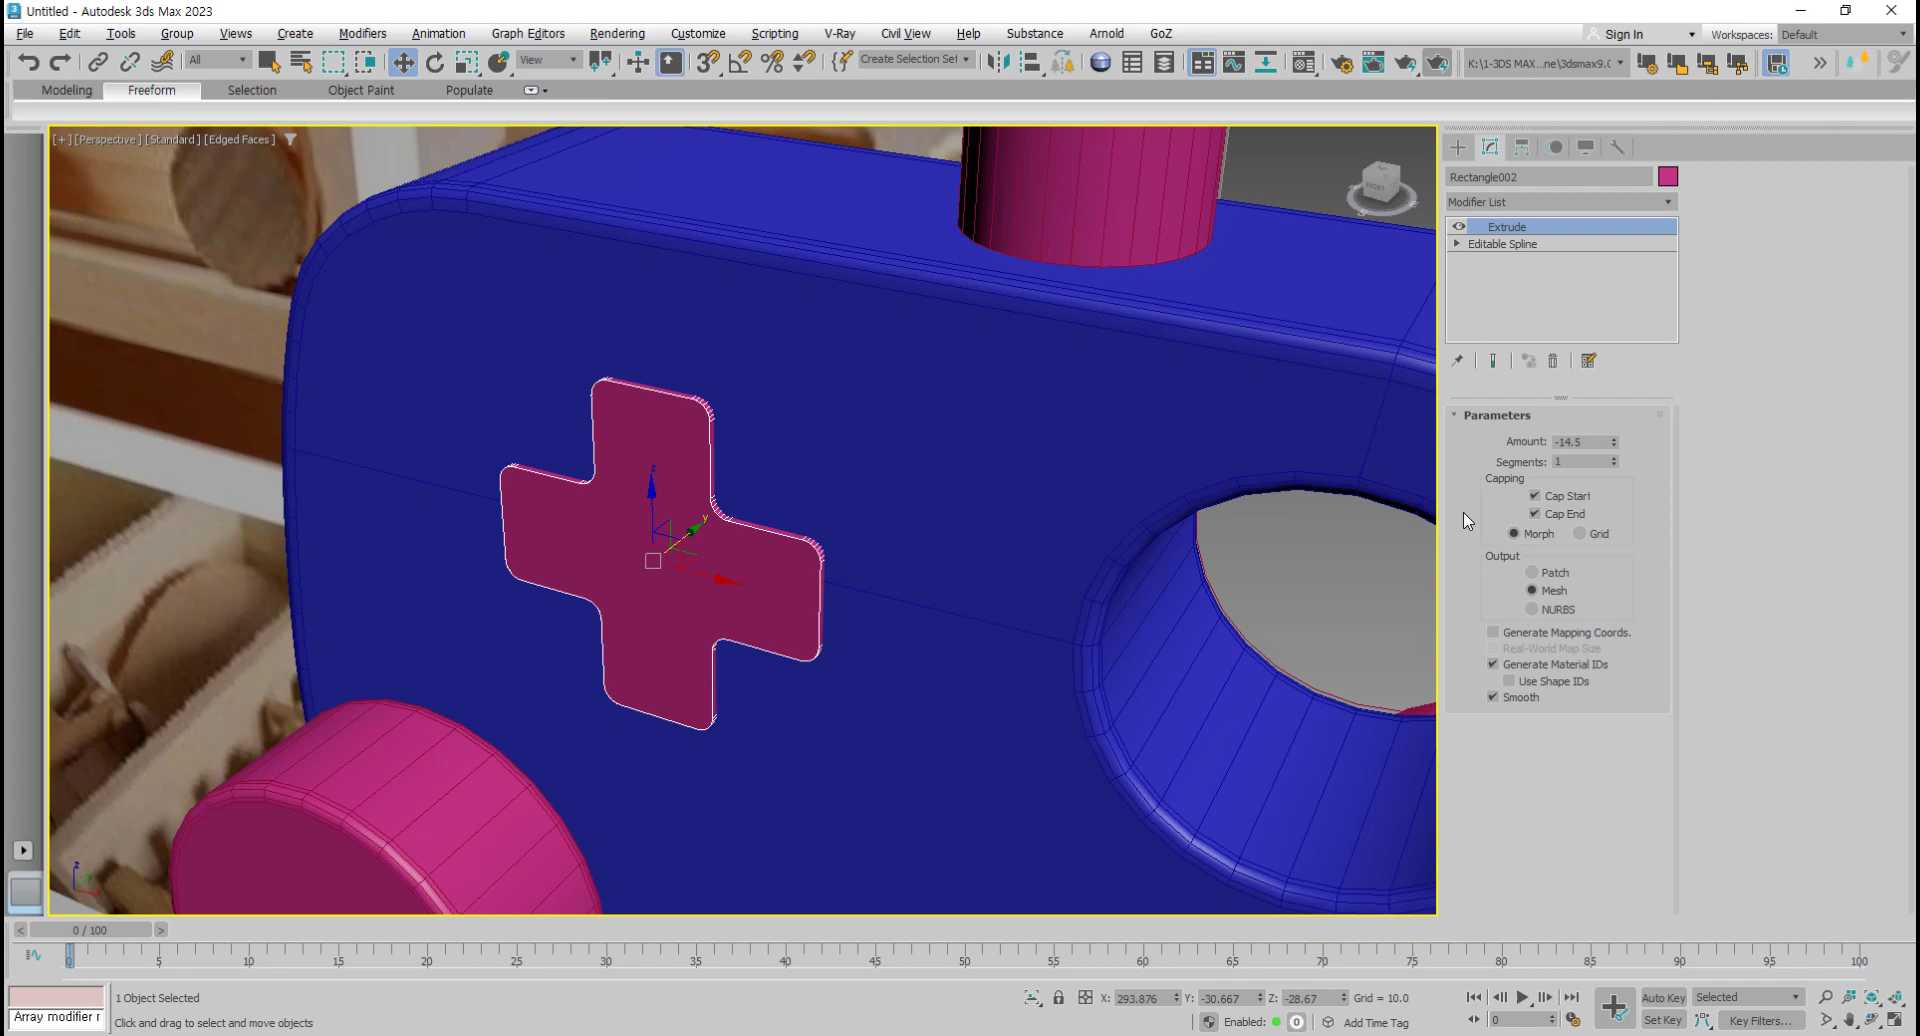 Untitled - Autodesk 3ds Max 2023
File Edit Tools Group Views Create Modifiers Animation Graph Editors Rendering Customize Scripting V-Ray Civil View Help Substance Arnold GoZ Sign In Workspaces: Default
All View Create Selection Set K:\1-3DS MAX...ne\3dsmax9.
Modeling Freeform Selection Object Paint Populate
[+] [Perspective] [Standard] [Edged Faces]
Rectangle002
Modifier List
Extrude
Editable Spline
Parameters
Amount: -14.5
Segments: 1
Capping
Cap Start
Cap End
Morph Grid
Output
Patch
Mesh
NURBS
Generate Mapping Coords.
Real-World Map Size
Generate Material IDs
Use Shape IDs
Smooth
z
y
z
y
< 0 / 100 >
0 5 10 15 20 25 30 35 40 45 50 55 60 65 70 75 80 85 90 95 100
1 Object Selected X: 293.876 Y: -30.667 Z: -28.67 Grid = 10.0 Auto Key Selected
Array modifier r Click and drag to select and move objects Enabled: 0 Add Time Tag 0 Set Key Key Filters...